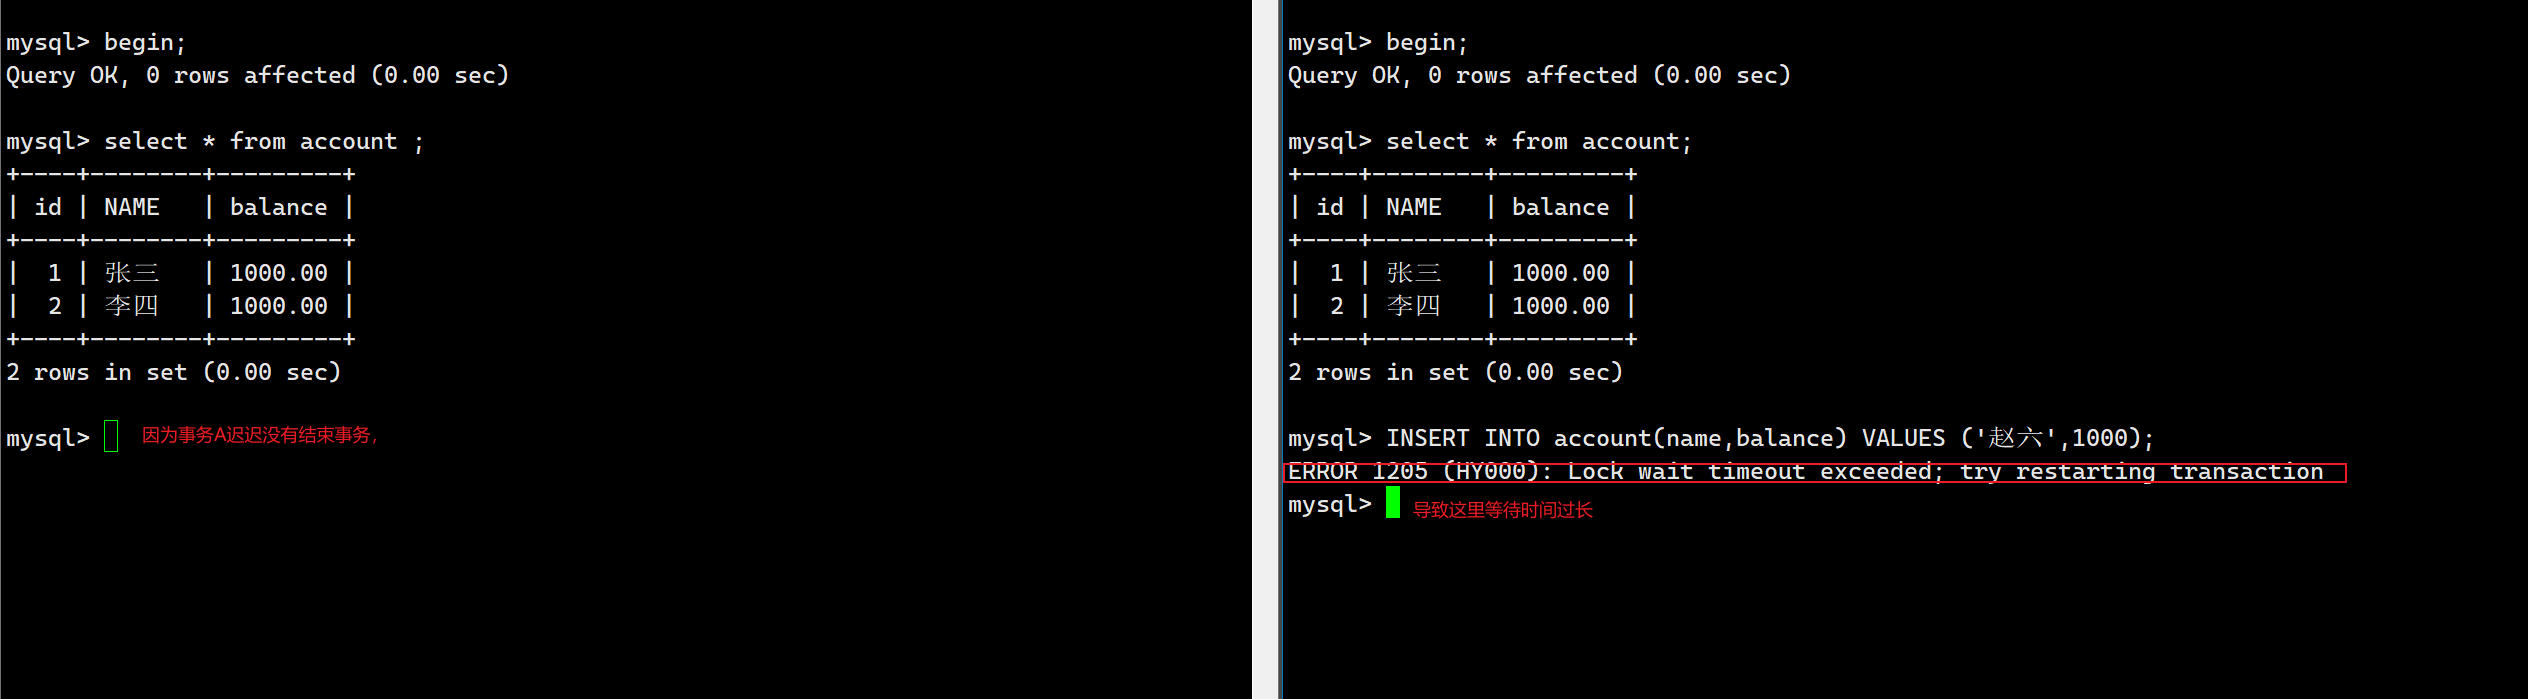 mysql> begin;
Query OK, 0 rows affected (0.00 sec)
mysql> select * from account ;
+----+--------+---------+
| id | NAME   | balance |
+----+--------+---------+
|  1 | 张三   | 1000.00 |
|  2 | 李四   | 1000.00 |
+----+--------+---------+
2 rows in set (0.00 sec)
mysql>
因为事务A迟迟没有结束事务,
mysql> begin;
Query OK, 0 rows affected (0.00 sec)
mysql> select * from account;
+----+--------+---------+
| id | NAME   | balance |
+----+--------+---------+
|  1 | 张三   | 1000.00 |
|  2 | 李四   | 1000.00 |
+----+--------+---------+
2 rows in set (0.00 sec)
mysql> INSERT INTO account(name,balance) VALUES ('赵六',1000);
ERROR 1205 (HY000): Lock wait timeout exceeded; try restarting transaction
mysql>
导致这里等待时间过长